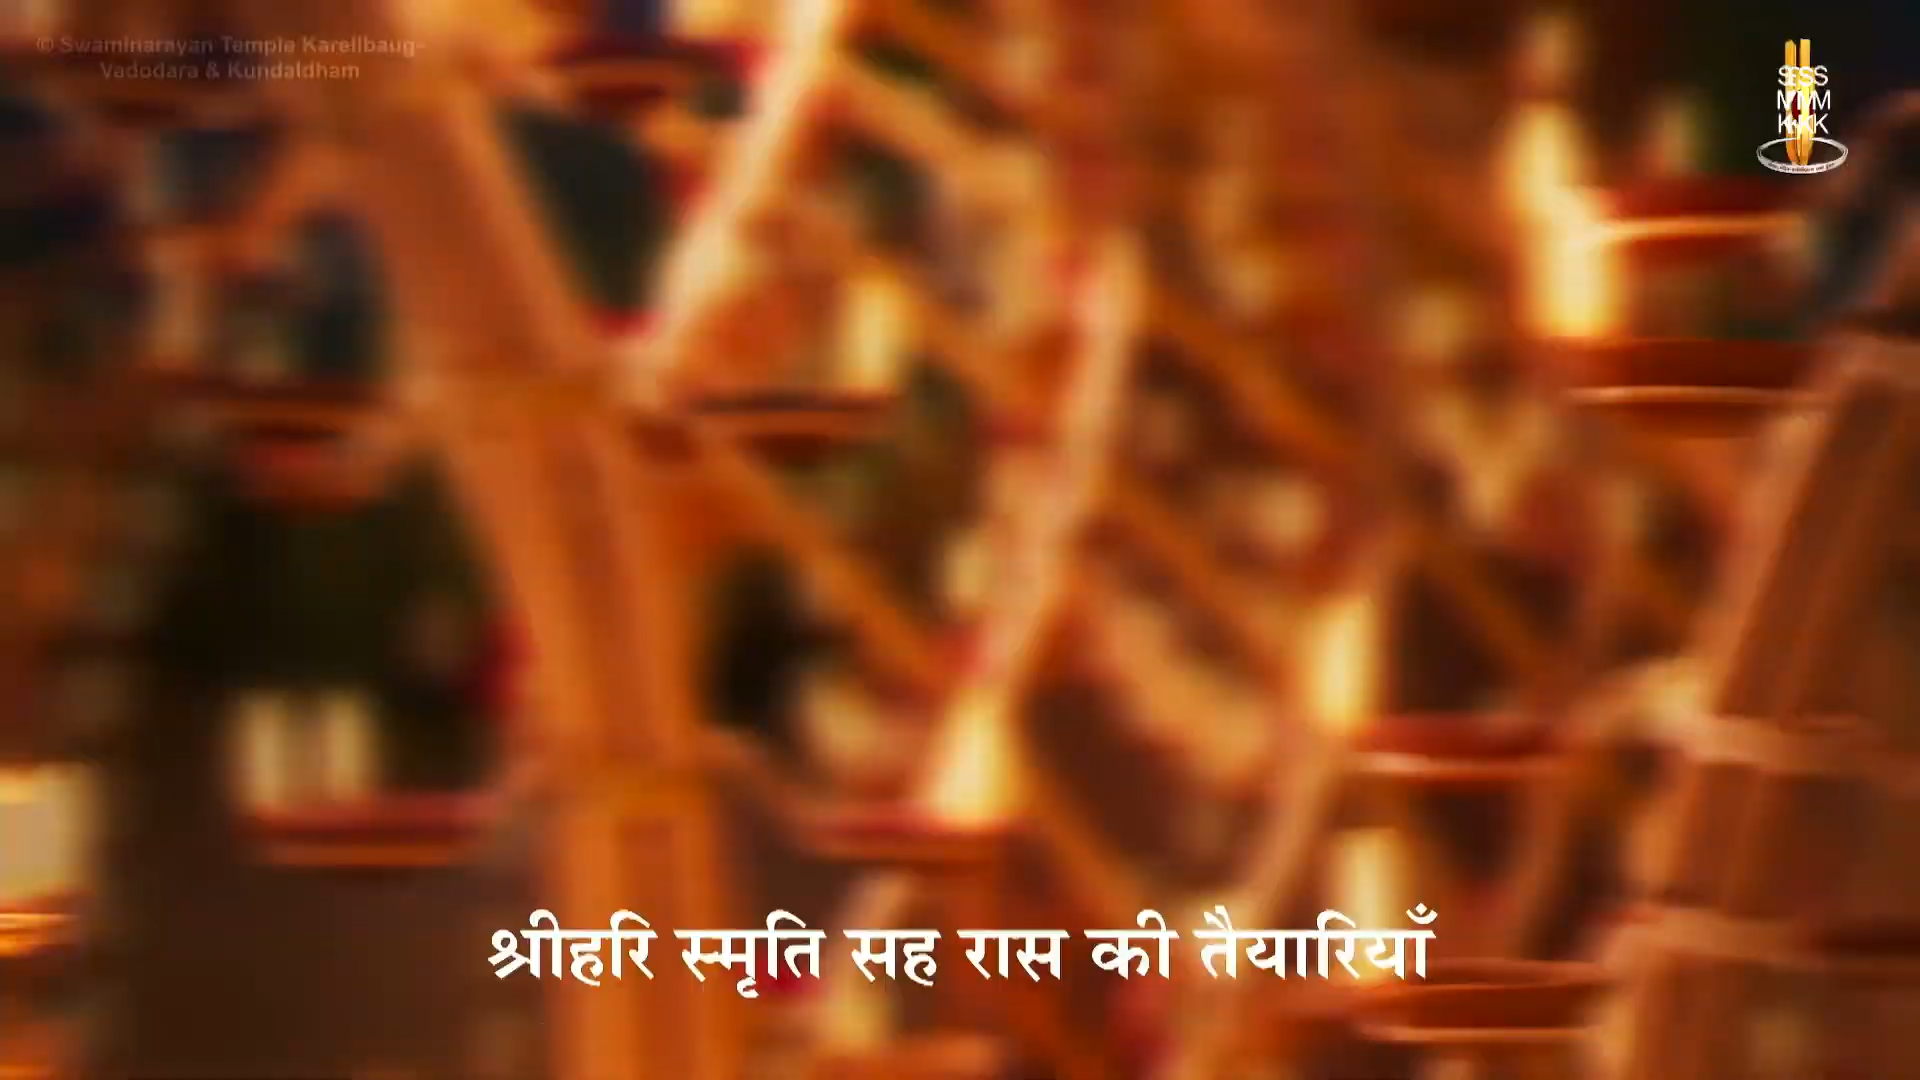 © Swaminarayan Temple Karelibaug-
Vadodara & Kundaldham
श्रीहरि स्मृति सह रास की तैयारियाँ